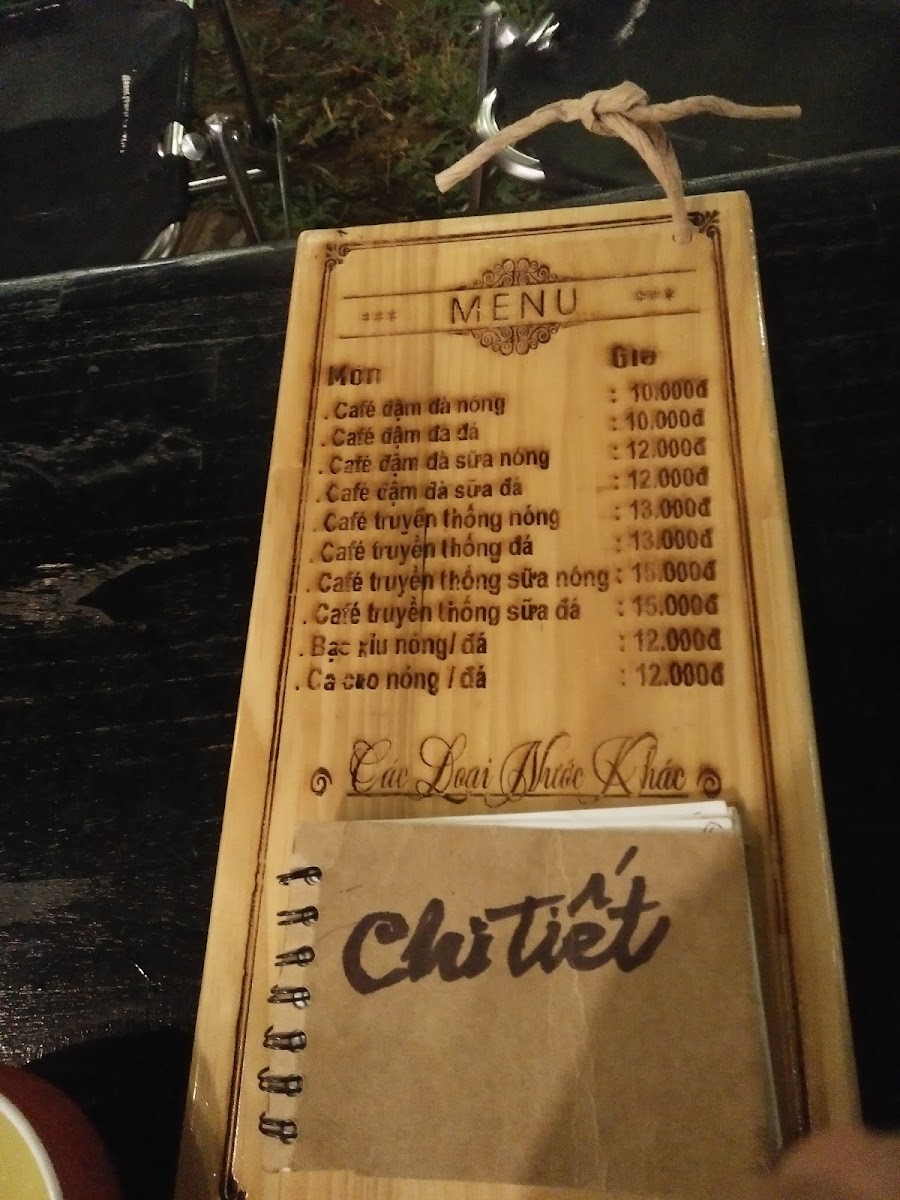 *** MENU ***
Món Giá
. Café đậm đà nóng : 10.000đ
. Café đậm đà đá : 10.000đ
. Café đậm đà sữa nóng : 12.000đ
. Café đậm đà sữa đá : 12.000đ
. Café truyền thống nóng : 13.000đ
. Café truyền thống đá : 13.000đ
. Café truyền thống sữa nóng : 15.000đ
. Café truyền thống sữa đá : 15.000đ
. Bạc xỉu nóng/ đá : 12.000đ
. Ca cao nóng / đá : 12.000đ
Các Loại Nước Khác
Chi Tiết